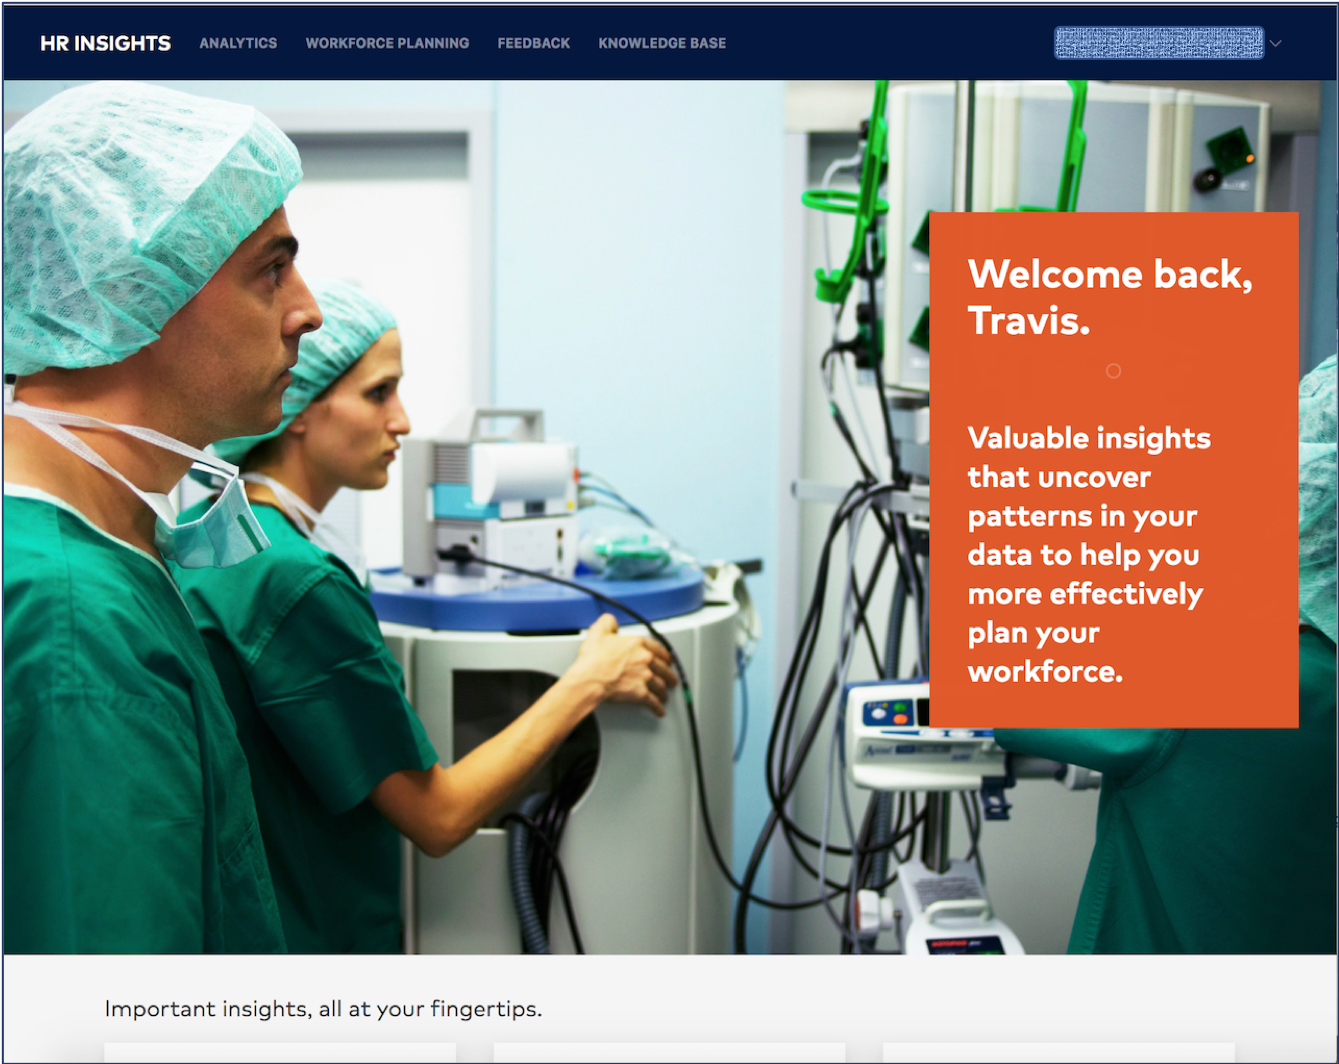 HR INSIGHTS ANALYTICS WORKFORCE PLANNING FEEDBACK KNOWLEDGE BASE
Welcome back,
Travis.
Valuable insights
that uncover
patterns in your
data to help you
more effectively
plan your
workforce.
Important insights, all at your fingertips.